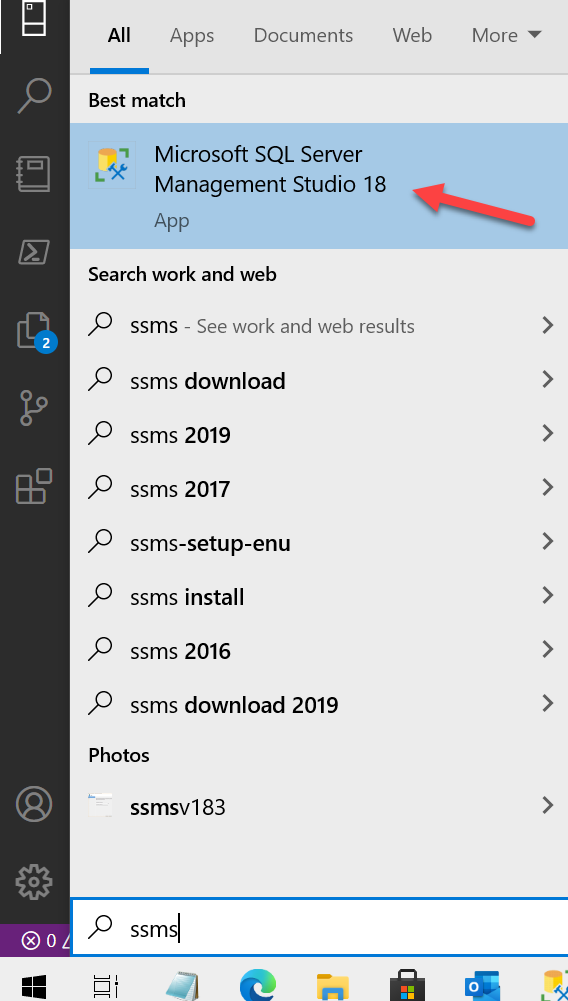 All Apps Documents Web More
Best match
Microsoft SQL Server
Management Studio 18
App
Search work and web
ssms - See work and web results
ssms download
ssms 2019
ssms 2017
2
ssms-setup-enu
ssms install
ssms 2016
ssms download 2019
Photos
ssmsv183
ssms
0